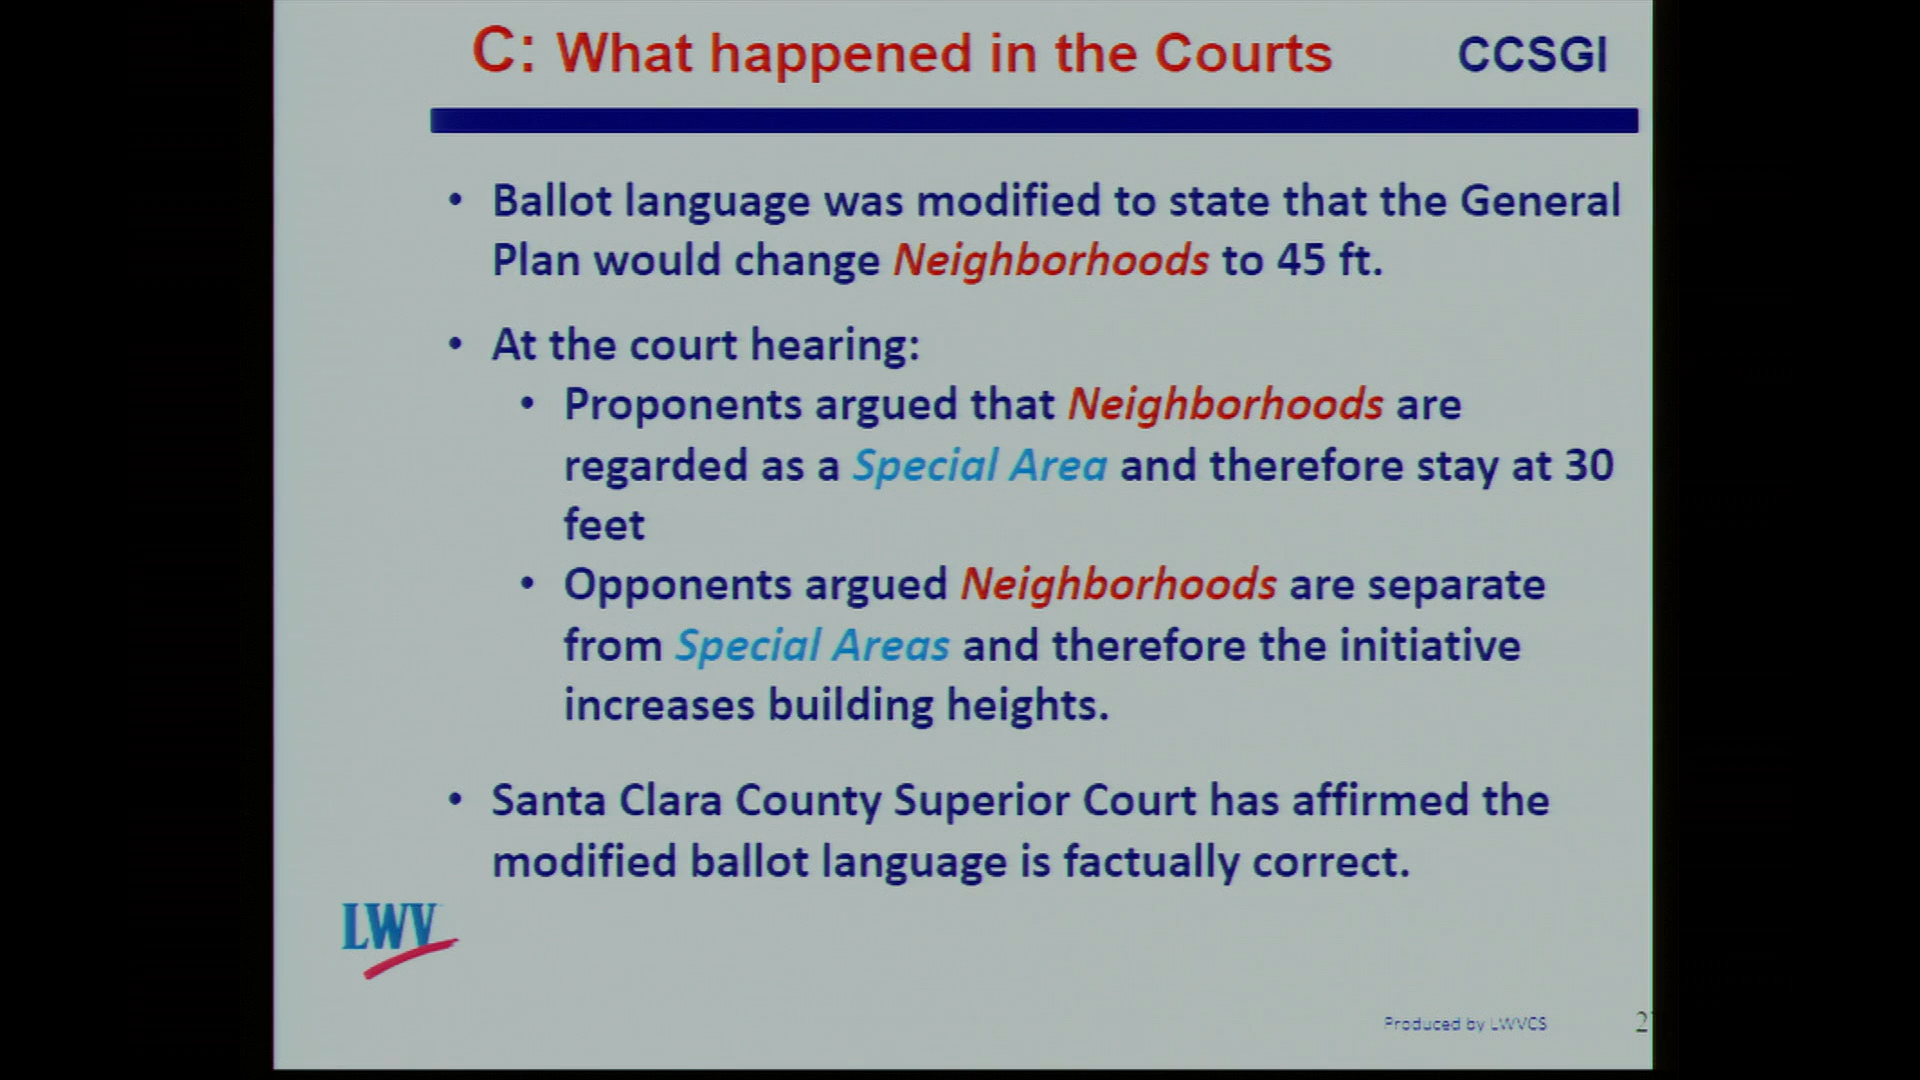 C: What happened in the Courts CCSGI
• Ballot language was modified to state that the General
Plan would change Neighborhoods to 45 ft.
• At the court hearing:
• Proponents argued that Neighborhoods are
regarded as a Special Area and therefore stay at 30
feet
• Opponents argued Neighborhoods are separate
from Special Areas and therefore the initiative
increases building heights.
• Santa Clara County Superior Court has affirmed the
modified ballot language is factually correct.
LWV
Produced by LWVCS